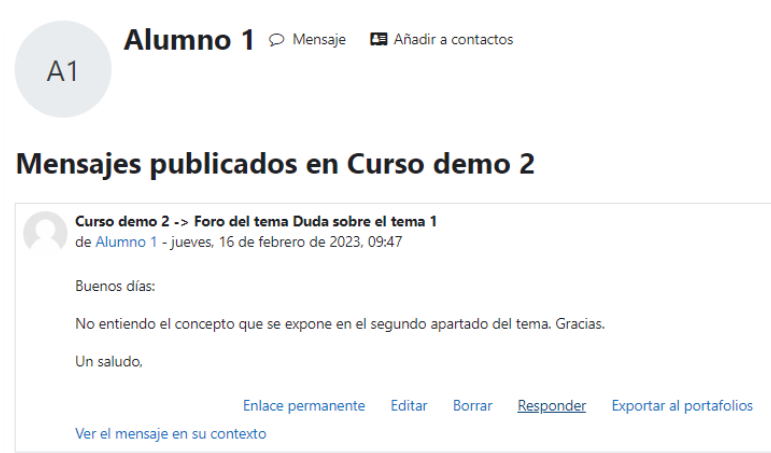 A1
Alumno 1 Mensaje Añadir a contactos
Mensajes publicados en Curso demo 2
Curso demo 2 -> Foro del tema Duda sobre el tema 1
de Alumno 1 - jueves, 16 de febrero de 2023, 09:47
Buenos días:
No entiendo el concepto que se expone en el segundo apartado del tema. Gracias.
Un saludo,
Enlace permanente Editar Borrar Responder Exportar al portafolios
Ver el mensaje en su contexto